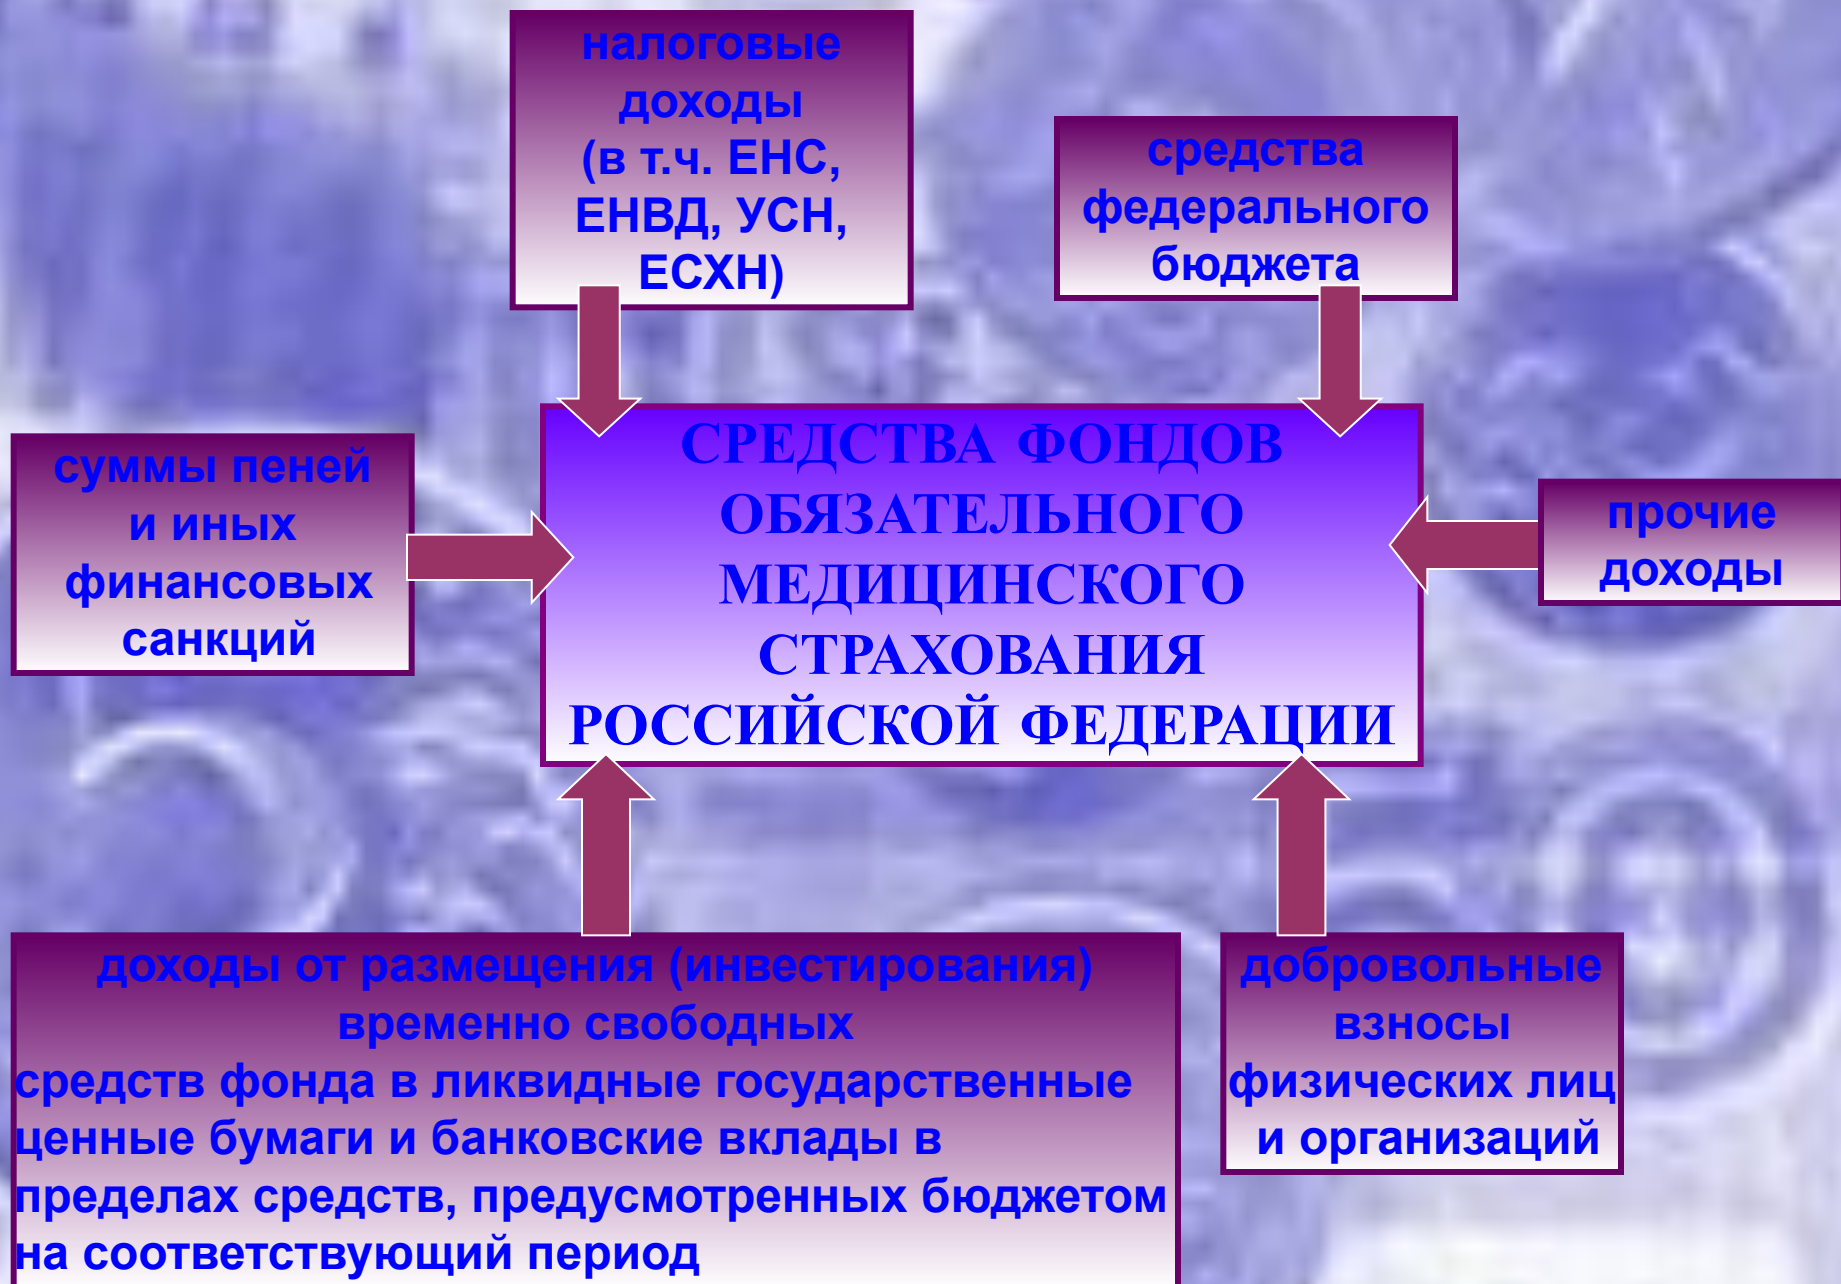 налоговые
доходы
(в т.ч. ЕНС,
ЕНВД, УСН,
ЕСХН)
средства
федерального
бюджета
суммы пеней
и иных
финансовых
санкций
СРЕДСТВА ФОНДОВ
ОБЯЗАТЕЛЬНОГО
МЕДИЦИНСКОГО
СТРАХОВАНИЯ
РОССИЙСКОЙ ФЕДЕРАЦИИ
прочие
доходы
доходы от размещения (инвестирования)
временно свободных
средств фонда в ликвидные государственные
ценные бумаги и банковские вклады в
пределах средств, предусмотренных бюджетом
на соответствующий период
добровольные
взносы
физических лиц
и организаций